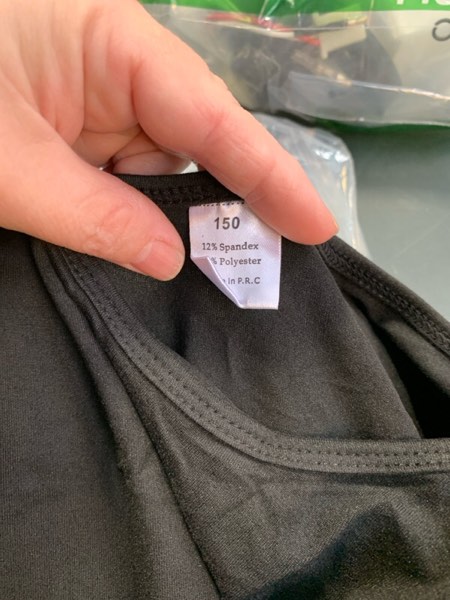 150
12% Spandex
% Polyester
in P.R.C